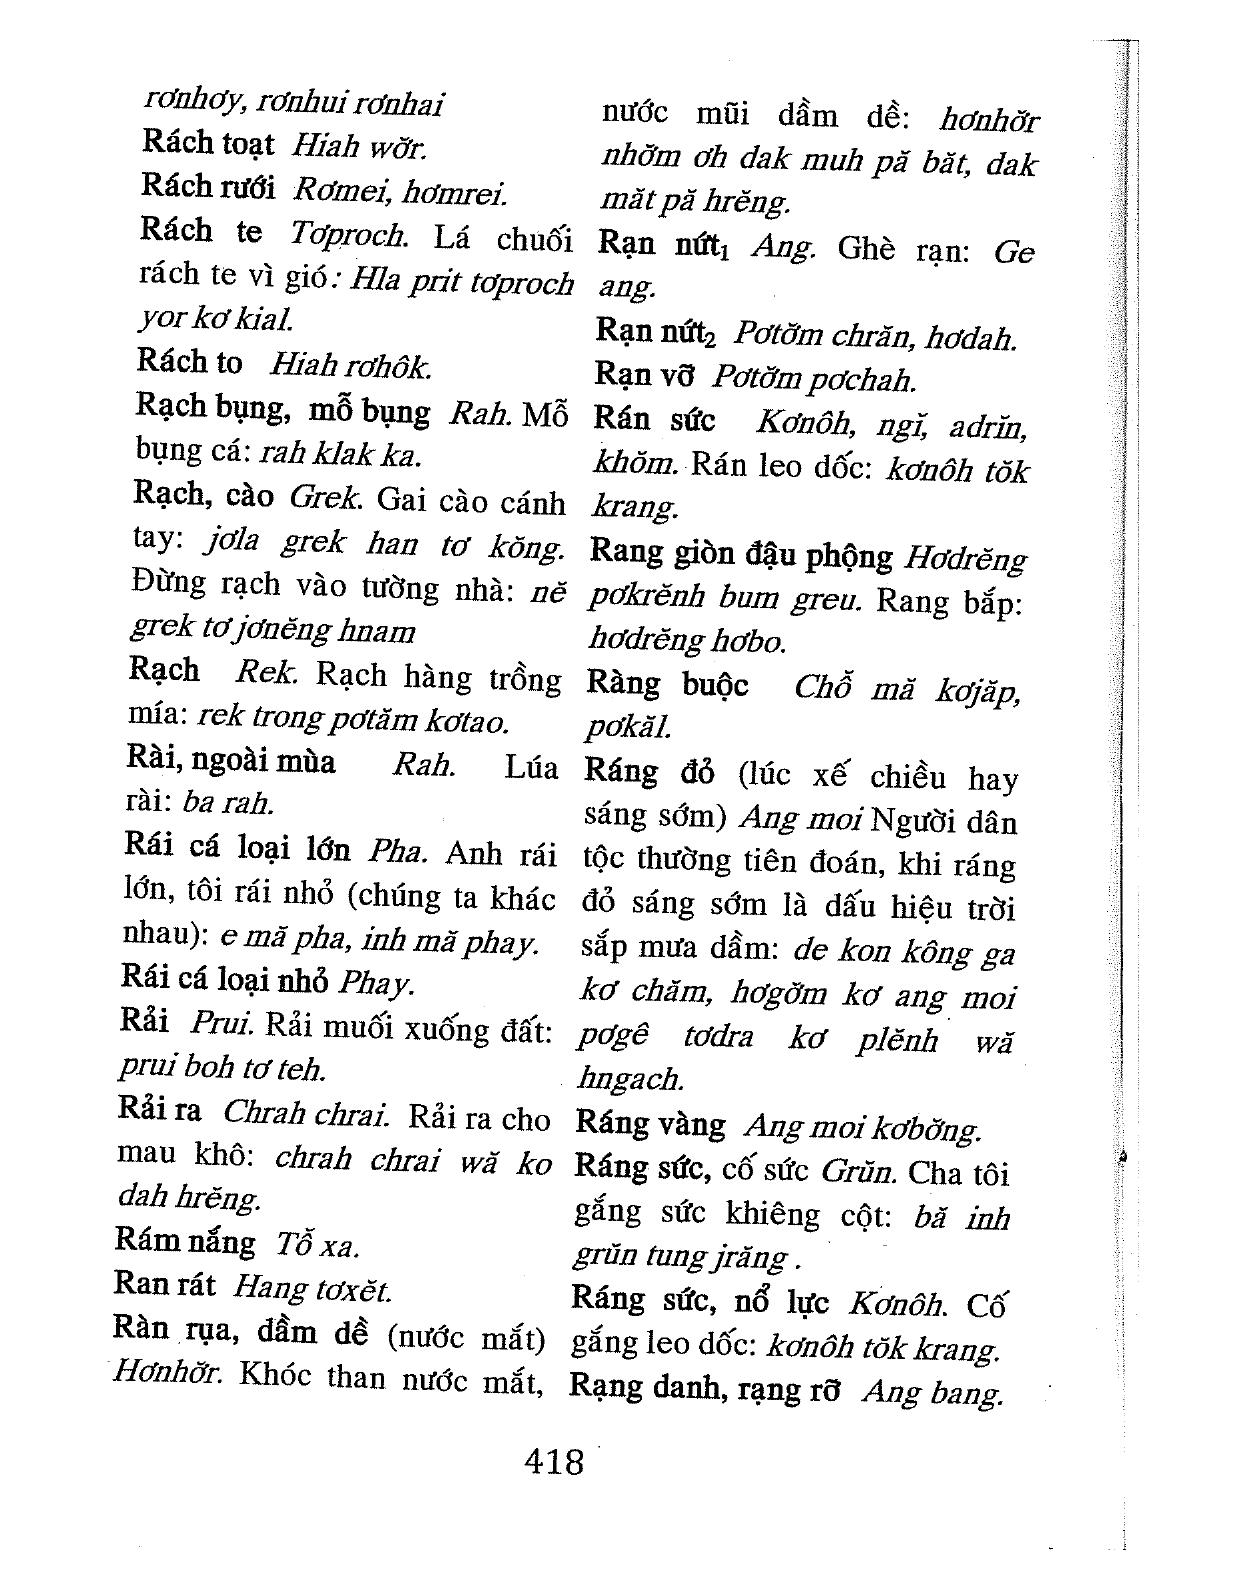 rơnhơy, rơnhui rơnhai
Rách toạt Hiah wơ̆r.
Rách rưới Rơmei, hơmrei.
Rách te Tơproch. Lá chuối
rách te vì gió: Hla prit tơproch
yor kơ kial.
Rách to Hiah rơhôk.
Rạch bụng, mỗ bụng Rah. Mỗ
bụng cá: rah klak ka.
Rạch, cào Grek. Gai cào cánh
tay: jơla grek han tơ kŏng.
Đừng rạch vào tường nhà: nĕ
grek tơ jơnĕng hnam
Rạch Rek. Rạch hàng trồng
mía: rek trong pơtăm kơtao.
Rài, ngoài mùa Rah. Lúa
rài: ba rah.
Rái cá loại lớn Pha. Anh rái
lớn, tôi rái nhỏ (chúng ta khác
nhau): e mă pha, inh mă phay.
Rái cá loại nhỏ Phay.
Rải Prui. Rải muối xuống đất:
prui boh tơ teh.
Rải ra Chrah chrai. Rải ra cho
mau khô: chrah chrai wă ko
dah hrĕng.
Rám nắng Tô̆ xa.
Ran rát Hang tơxĕt.
Ràn rụa, đầm dề (nước mắt)
Hơnhơ̆r. Khóc than nước mắt,
nước mũi dầm dề: hơnhơ̆r
nhơ̆m ơh dak muh pă băt, dak
măt pă hrĕng.
Rạn nứt₁ Ang. Ghè rạn: Ge
ang.
Rạn nứt₂ Pơtơ̆m chrăn, hơdah.
Rạn vỡ Pơtơ̆m pơchah.
Rán sức Kơnôh, ngĭ, adrĭn,
khŏm. Rán leo dốc: kơnôh tŏk
krang.
Rang giòn đậu phộng Hơdrĕng
pơkrĕnh bum greu. Rang bắp:
hơdrĕng hơbo.
Ràng buộc Chô̆ mă kơjăp,
pơkăl.
Ráng đỏ (lúc xế chiều hay
sáng sớm) Ang moi Người dân
tộc thường tiên đoán, khi ráng
đỏ sáng sớm là dấu hiệu trời
sắp mưa dầm: de kon kông ga
kơ chăm, hơgơ̆m kơ ang moi
pơgê tơdra kơ plĕnh wă
hngach.
Ráng vàng Ang moi kơbơ̆ng.
Ráng sức, cố sức Grŭn. Cha tôi
gắng sức khiêng cột: bă inh
grŭn tung jrăng .
Ráng sức, nổ lực Kơnôh. Cố
gắng leo dốc: kơnôh tŏk krang.
Rạng danh, rạng rỡ Ang bang.
418